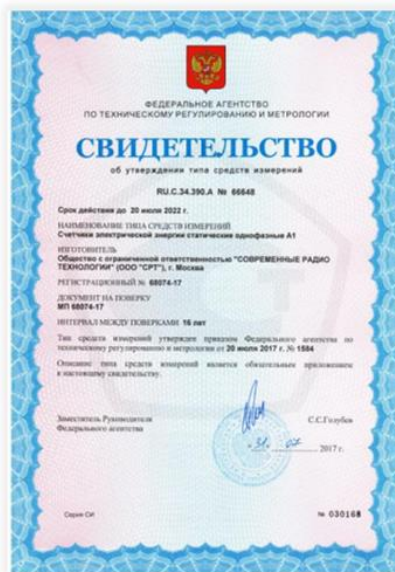 ФЕДЕРАЛЬНОЕ АГЕНТСТВО
ПО ТЕХНИЧЕСКОМУ РЕГУЛИРОВАНИЮ И МЕТРОЛОГИИ
СВИДЕТЕЛЬСТВО
об утверждении типа средств измерений
RU.C.34.390.A № 66648
Срок действия до 20 июля 2022 г.
НАИМЕНОВАНИЕ ТИПА СРЕДСТВ ИЗМЕРЕНИЙ
Счетчики электрической энергии статические однофазные А1
ИЗГОТОВИТЕЛЬ
Общество с ограниченной ответственностью "СОВРЕМЕННЫЕ РАДИО
ТЕХНОЛОГИИ" (ООО "СРТ"), г. Москва
РЕГИСТРАЦИОННЫЙ № 68074-17
ДОКУМЕНТ НА ПОВЕРКУ
МП 68074-17
ИНТЕРВАЛ МЕЖДУ ПОВЕРКАМИ 16 лет
Тип средств измерений утвержден приказом Федерального агентства по
техническому регулированию и метрологии от 20 июля 2017 г. № 1584
Описание типа средств измерений является обязательным приложением
к настоящему свидетельству.
Заместитель Руководителя
Федерального агентства
С.С.Голубев
31. 07 2017 г.
Серия СИ
№ 030168